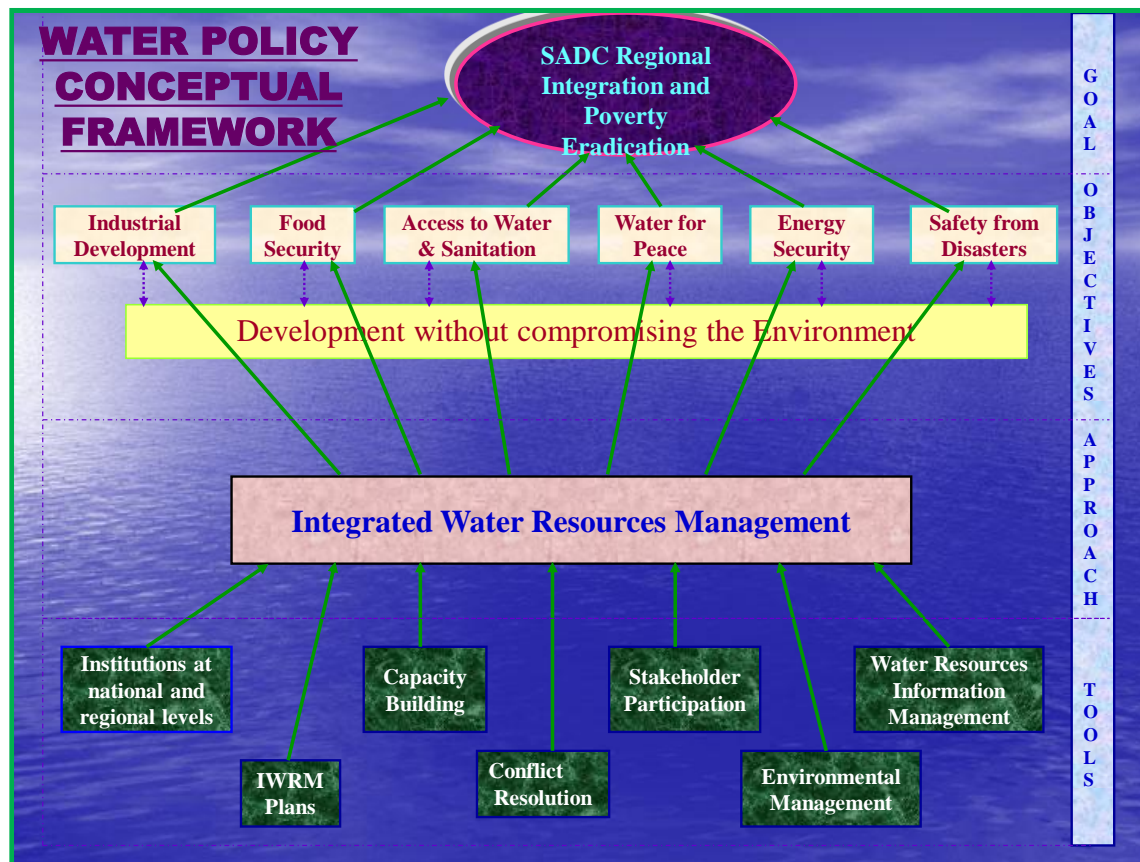 WATER POLICY
CONCEPTUAL
FRAMEWORK
SADC Regional
Integration and
Poverty
Eradication
GOAL
Industrial
Development
Food
Security
Access to Water
& Sanitation
Water for
Peace
Energy
Security
Safety from
Disasters
OBJECTIVES
Development without compromising the Environment
APPROACH
Integrated Water Resources Management
Institutions at
national and
regional levels
Capacity
Building
Stakeholder
Participation
Water Resources
Information
Management
TOOLS
IWRM
Plans
Conflict
Resolution
Environmental
Management